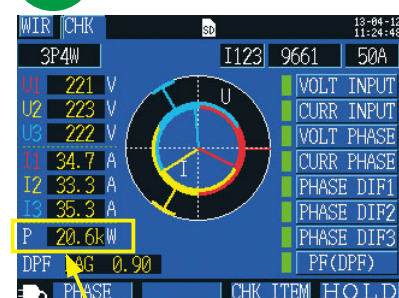 WIR CHK SD 13-04-12
11:24:48
3P4W I123 9661 50A
U1 221 V
U2 223 V
U3 222 V
I1 34.7 A
I2 33.3 A
I3 35.3 A
P 20.6kW
DPF LAG 0.90
U
I
VOLT INPUT
CURR INPUT
VOLT PHASE
CURR PHASE
PHASE DIF1
PHASE DIF2
PHASE DIF3
PF(DPF)
PHASE CHK ITEM HOLD